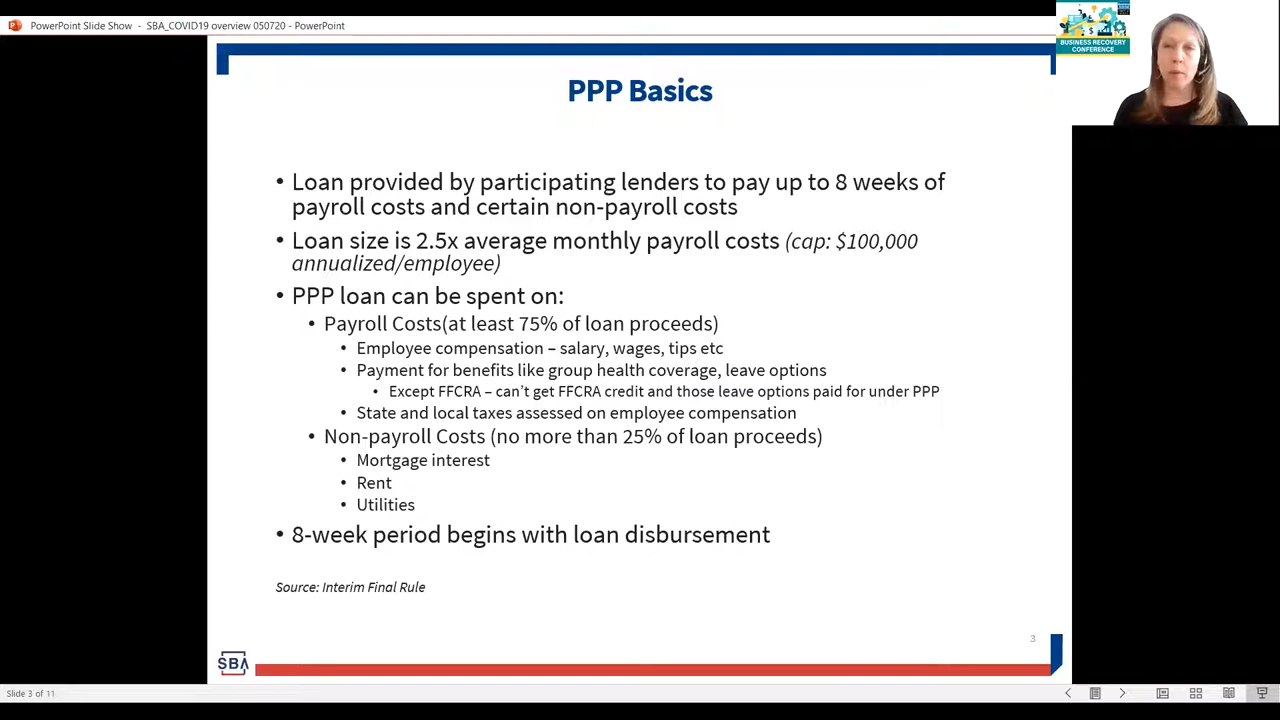 PowerPoint Slide Show - SBA_COVID19 overview 050720 - PowerPoint
BUSINESS RECOVERY
CONFERENCE
PPP Basics
• Loan provided by participating lenders to pay up to 8 weeks of
payroll costs and certain non-payroll costs
• Loan size is 2.5x average monthly payroll costs (cap: $100,000
annualized/employee)
• PPP loan can be spent on:
• Payroll Costs(at least 75% of loan proceeds)
• Employee compensation – salary, wages, tips etc
• Payment for benefits like group health coverage, leave options
• Except FFCRA – can’t get FFCRA credit and those leave options paid for under PPP
• State and local taxes assessed on employee compensation
• Non-payroll Costs (no more than 25% of loan proceeds)
• Mortgage interest
• Rent
• Utilities
• 8-week period begins with loan disbursement
Source: Interim Final Rule
3
SBA
Slide 3 of 11